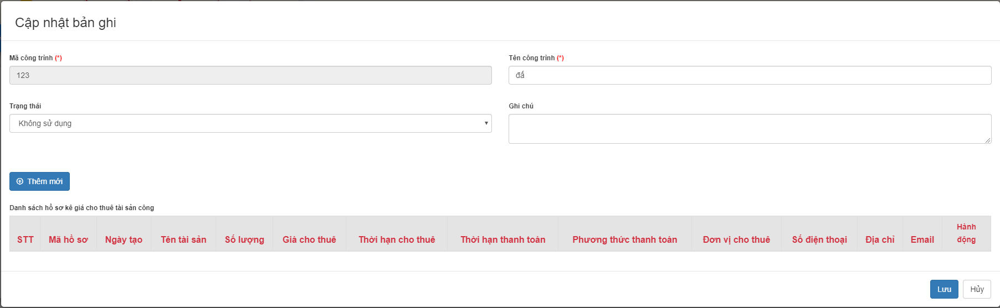 Cập nhật bản ghi
Mã công trình (*)
Tên công trình (*)
123
đấ
Trạng thái
Ghi chú
Không sử dụng
Thêm mới
Danh sách hồ sơ kê giá cho thuê tài sản công
STT Mã hồ sơ Ngày tạo Tên tài sản Số lượng Giá cho thuê Thời hạn cho thuê Thời hạn thanh toán Phương thức thanh toán Đơn vị cho thuê Số điện thoại Địa chỉ Email Hành động
Lưu Hủy